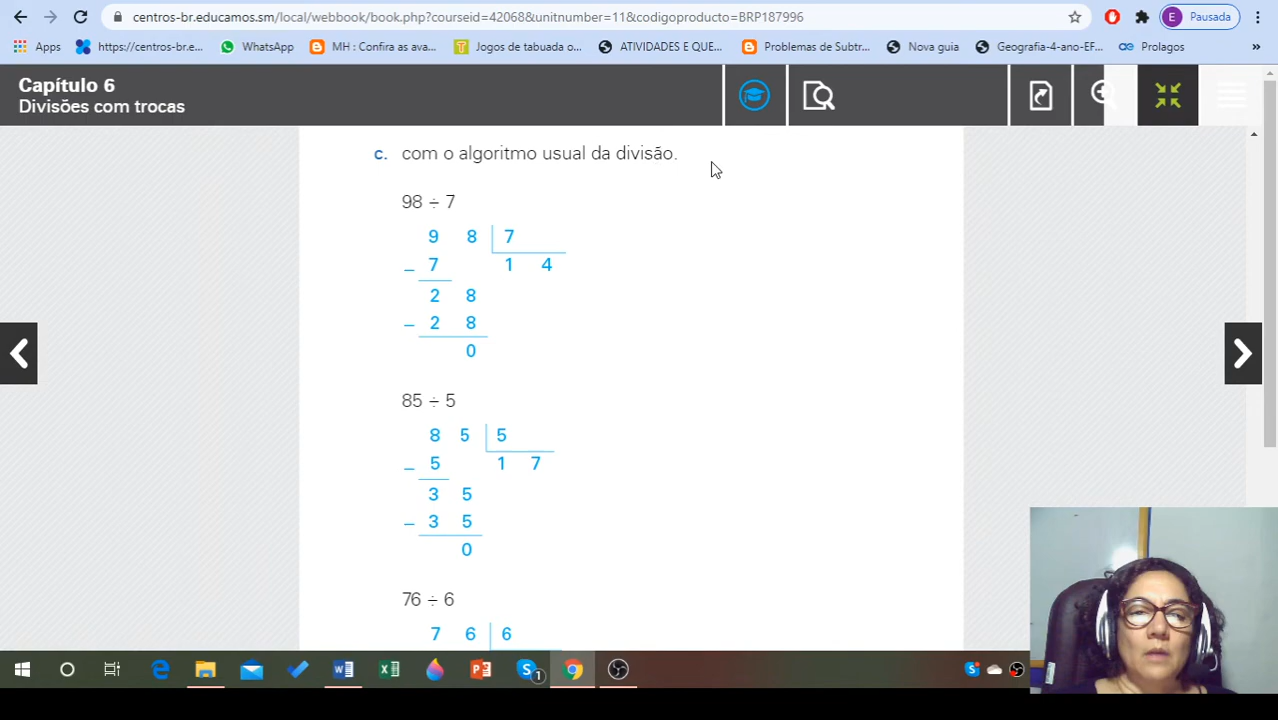 centros-br.educamos.sm/local/webbook/book.php?courseid=42068&unitnumber=11&codigoproducto=BRP187996
E Pausada
Apps https://centros-br.e... WhatsApp MH : Confira as ava... Jogos de tabuada o... ATIVIDADES E QUE... Problemas de Subtr... Nova guia Geografia-4-ano-EF... Prolagos »
Capítulo 6
Divisões com trocas
c. com o algoritmo usual da divisão.
98 ÷ 7
9 8 7
– 7 1 4
2 8
– 2 8
0
85 ÷ 5
8 5 5
– 5 1 7
3 5
– 3 5
0
76 ÷ 6
7 6 6
1